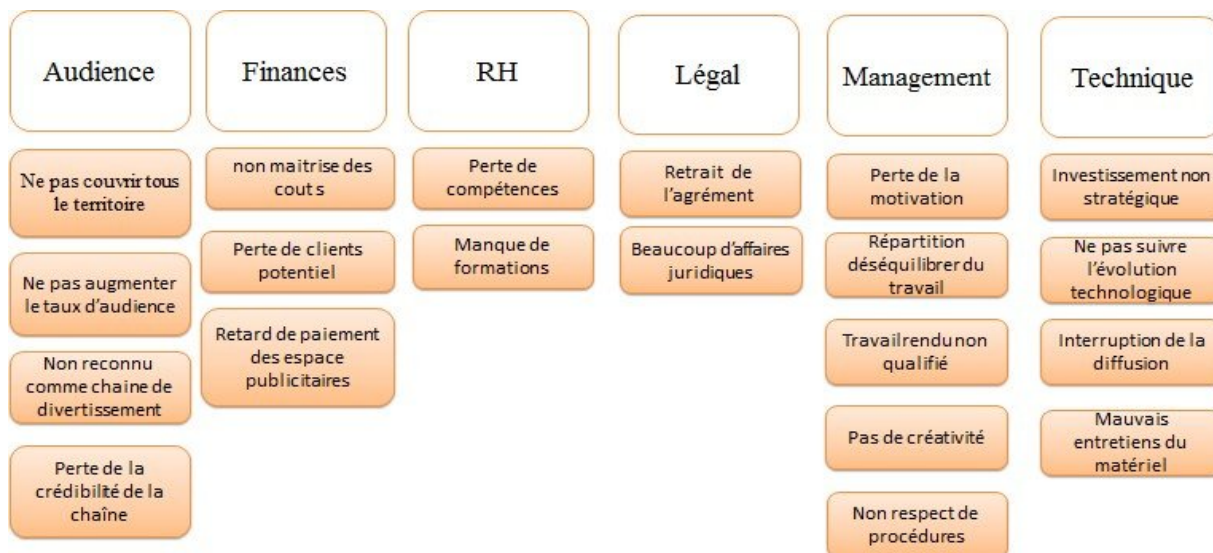 Audience
Finances
RH
Légal
Management
Technique
Ne pas couvrir tous
le territoire
Ne pas augmenter
le taux d'audience
Non reconnu
comme chaine de
divertissement
Perte de la
crédibilité de la
chaîne
non maitrise des
cout s
Perte de clients
potentiel
Retard de paiement
des espace
publicitaires
Perte de
compétences
Manque de
formations
Retrait de
l'agrément
Beaucoup d'affaires
juridiques
Perte de la
motivation
Répartition
déséquilibrer du
travail
Travail rendu non
qualifié
Pas de créativité
Non respect de
procédures
Investissement non
stratégique
Ne pas suivre
l'évolution
technologique
Interruption de la
diffusion
Mauvais
entretiens du
matériel